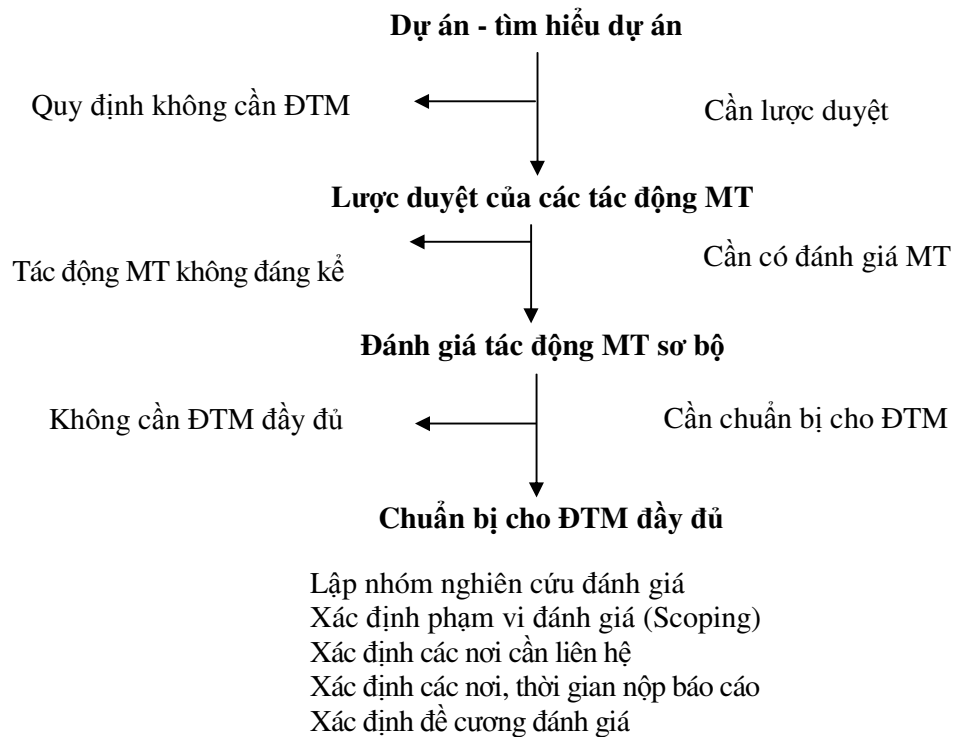 Dự án - tìm hiểu dự án
Quy định không cần ĐTM
Cần lược duyệt
Lược duyệt của các tác động MT
Tác động MT không đáng kể
Cần có đánh giá MT
Đánh giá tác động MT sơ bộ
Không cần ĐTM đầy đủ
Cần chuẩn bị cho ĐTM
Chuẩn bị cho ĐTM đầy đủ
Lập nhóm nghiên cứu đánh giá
Xác định phạm vi đánh giá (Scoping)
Xác định các nơi cần liên hệ
Xác định các nơi, thời gian nộp báo cáo
Xác định đề cương đánh giá